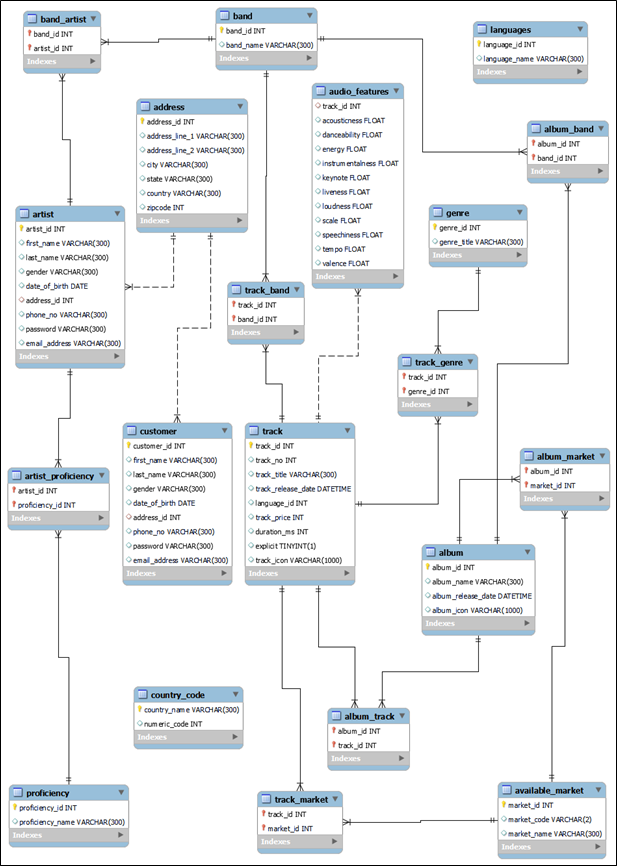 band_artist
band_id INT
artist_id INT
Indexes
band
band_id INT
band_name VARCHAR(300)
Indexes
languages
language_id INT
language_name VARCHAR(300)
Indexes
address
address_id INT
address_line_1 VARCHAR(300)
address_line_2 VARCHAR(300)
city VARCHAR(300)
state VARCHAR(300)
country VARCHAR(300)
zipcode INT
Indexes
audio_features
track_id INT
acousticness FLOAT
danceability FLOAT
energy FLOAT
instrumentalness FLOAT
keynote FLOAT
liveness FLOAT
loudness FLOAT
scale FLOAT
speechiness FLOAT
tempo FLOAT
valence FLOAT
Indexes
album_band
album_id INT
band_id INT
Indexes
artist
artist_id INT
first_name VARCHAR(300)
last_name VARCHAR(300)
gender VARCHAR(300)
date_of_birth DATE
address_id INT
phone_no VARCHAR(300)
password VARCHAR(300)
email_address VARCHAR(300)
Indexes
genre
genre_id INT
genre_title VARCHAR(300)
Indexes
track_band
track_id INT
band_id INT
Indexes
track_genre
track_id INT
genre_id INT
Indexes
customer
customer_id INT
first_name VARCHAR(300)
last_name VARCHAR(300)
gender VARCHAR(300)
date_of_birth DATE
address_id INT
phone_no VARCHAR(300)
password VARCHAR(300)
email_address VARCHAR(300)
Indexes
track
track_id INT
track_no INT
track_title VARCHAR(300)
track_release_date DATETIME
language_id INT
track_price INT
duration_ms INT
explicit TINYINT(1)
track_icon VARCHAR(1000)
Indexes
album_market
album_id INT
market_id INT
Indexes
artist_proficiency
artist_id INT
proficiency_id INT
Indexes
album
album_id INT
album_name VARCHAR(300)
album_release_date DATETIME
album_icon VARCHAR(1000)
Indexes
country_code
country_name VARCHAR(300)
numeric_code INT
Indexes
album_track
album_id INT
track_id INT
Indexes
proficiency
proficiency_id INT
proficiency_name VARCHAR(300)
Indexes
track_market
track_id INT
market_id INT
Indexes
available_market
market_id INT
market_code VARCHAR(2)
market_name VARCHAR(300)
Indexes